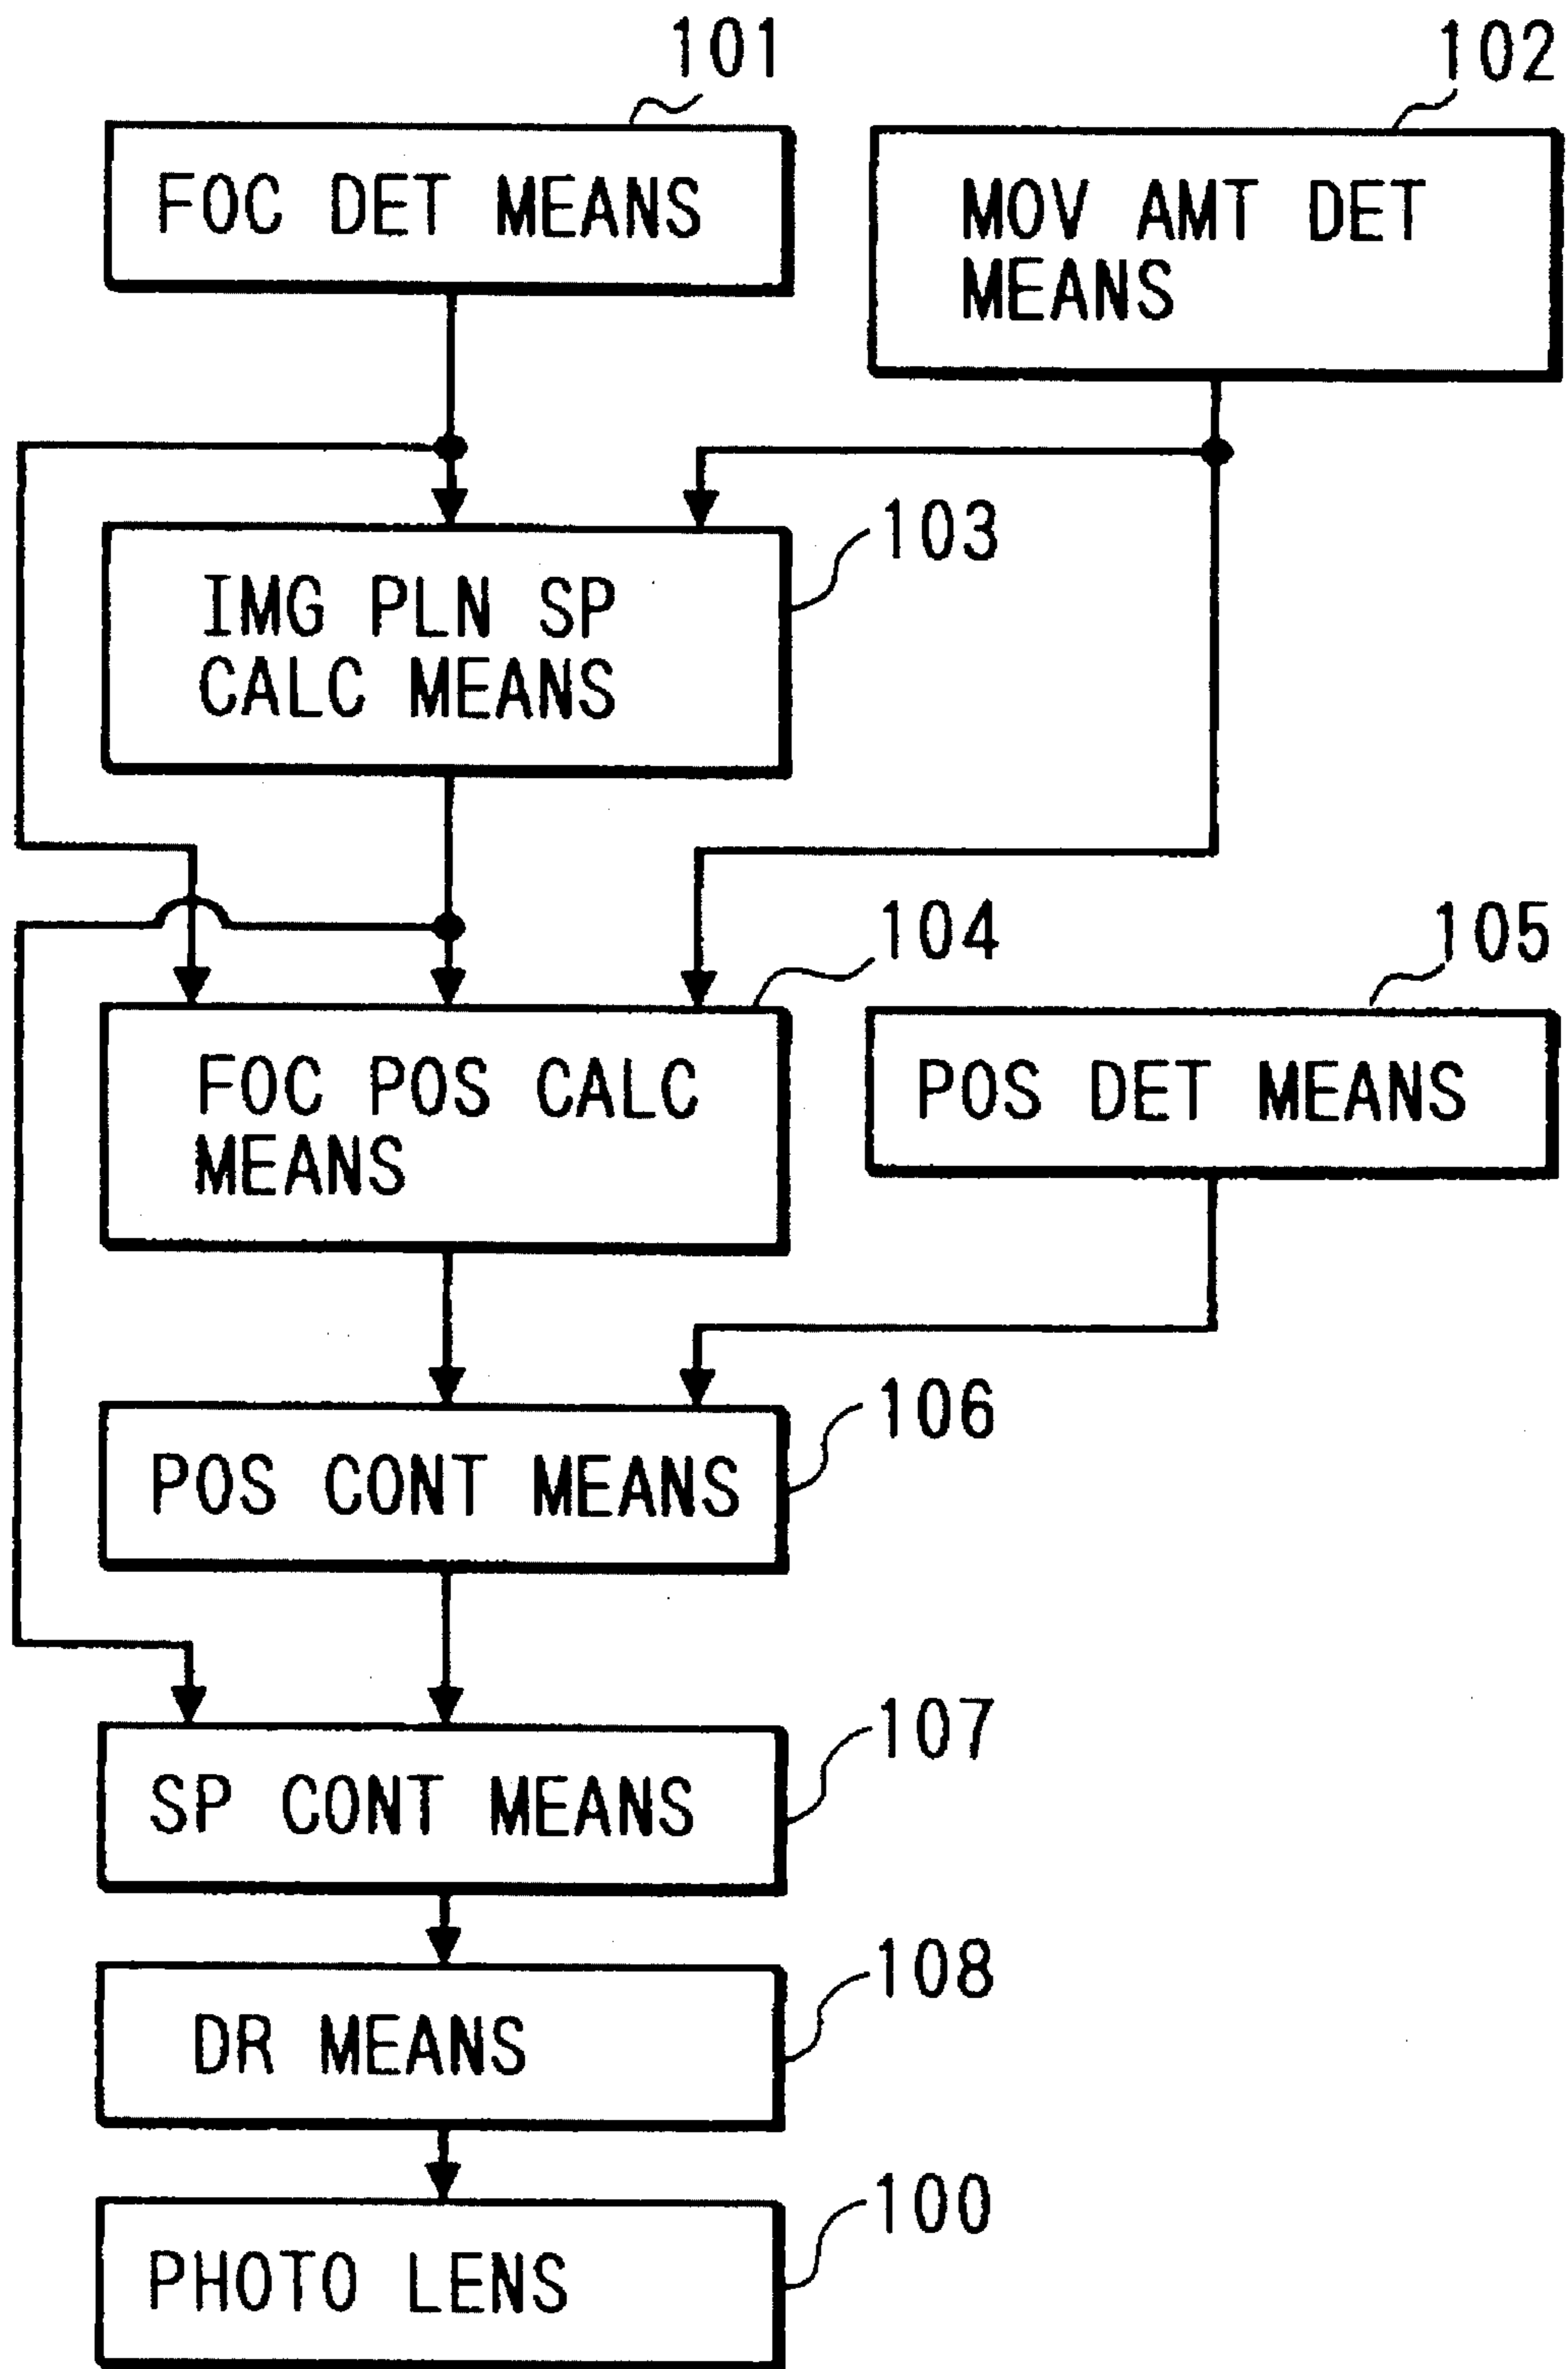 101
102
FOC DET MEANS
MOV AMT DET
MEANS
103
IMG PLN SP
CALC MEANS
104
105
FOC POS CALC
MEANS
POS DET MEANS
106
POS CONT MEANS
107
SP CONT MEANS
108
DR MEANS
100
PHOTO LENS